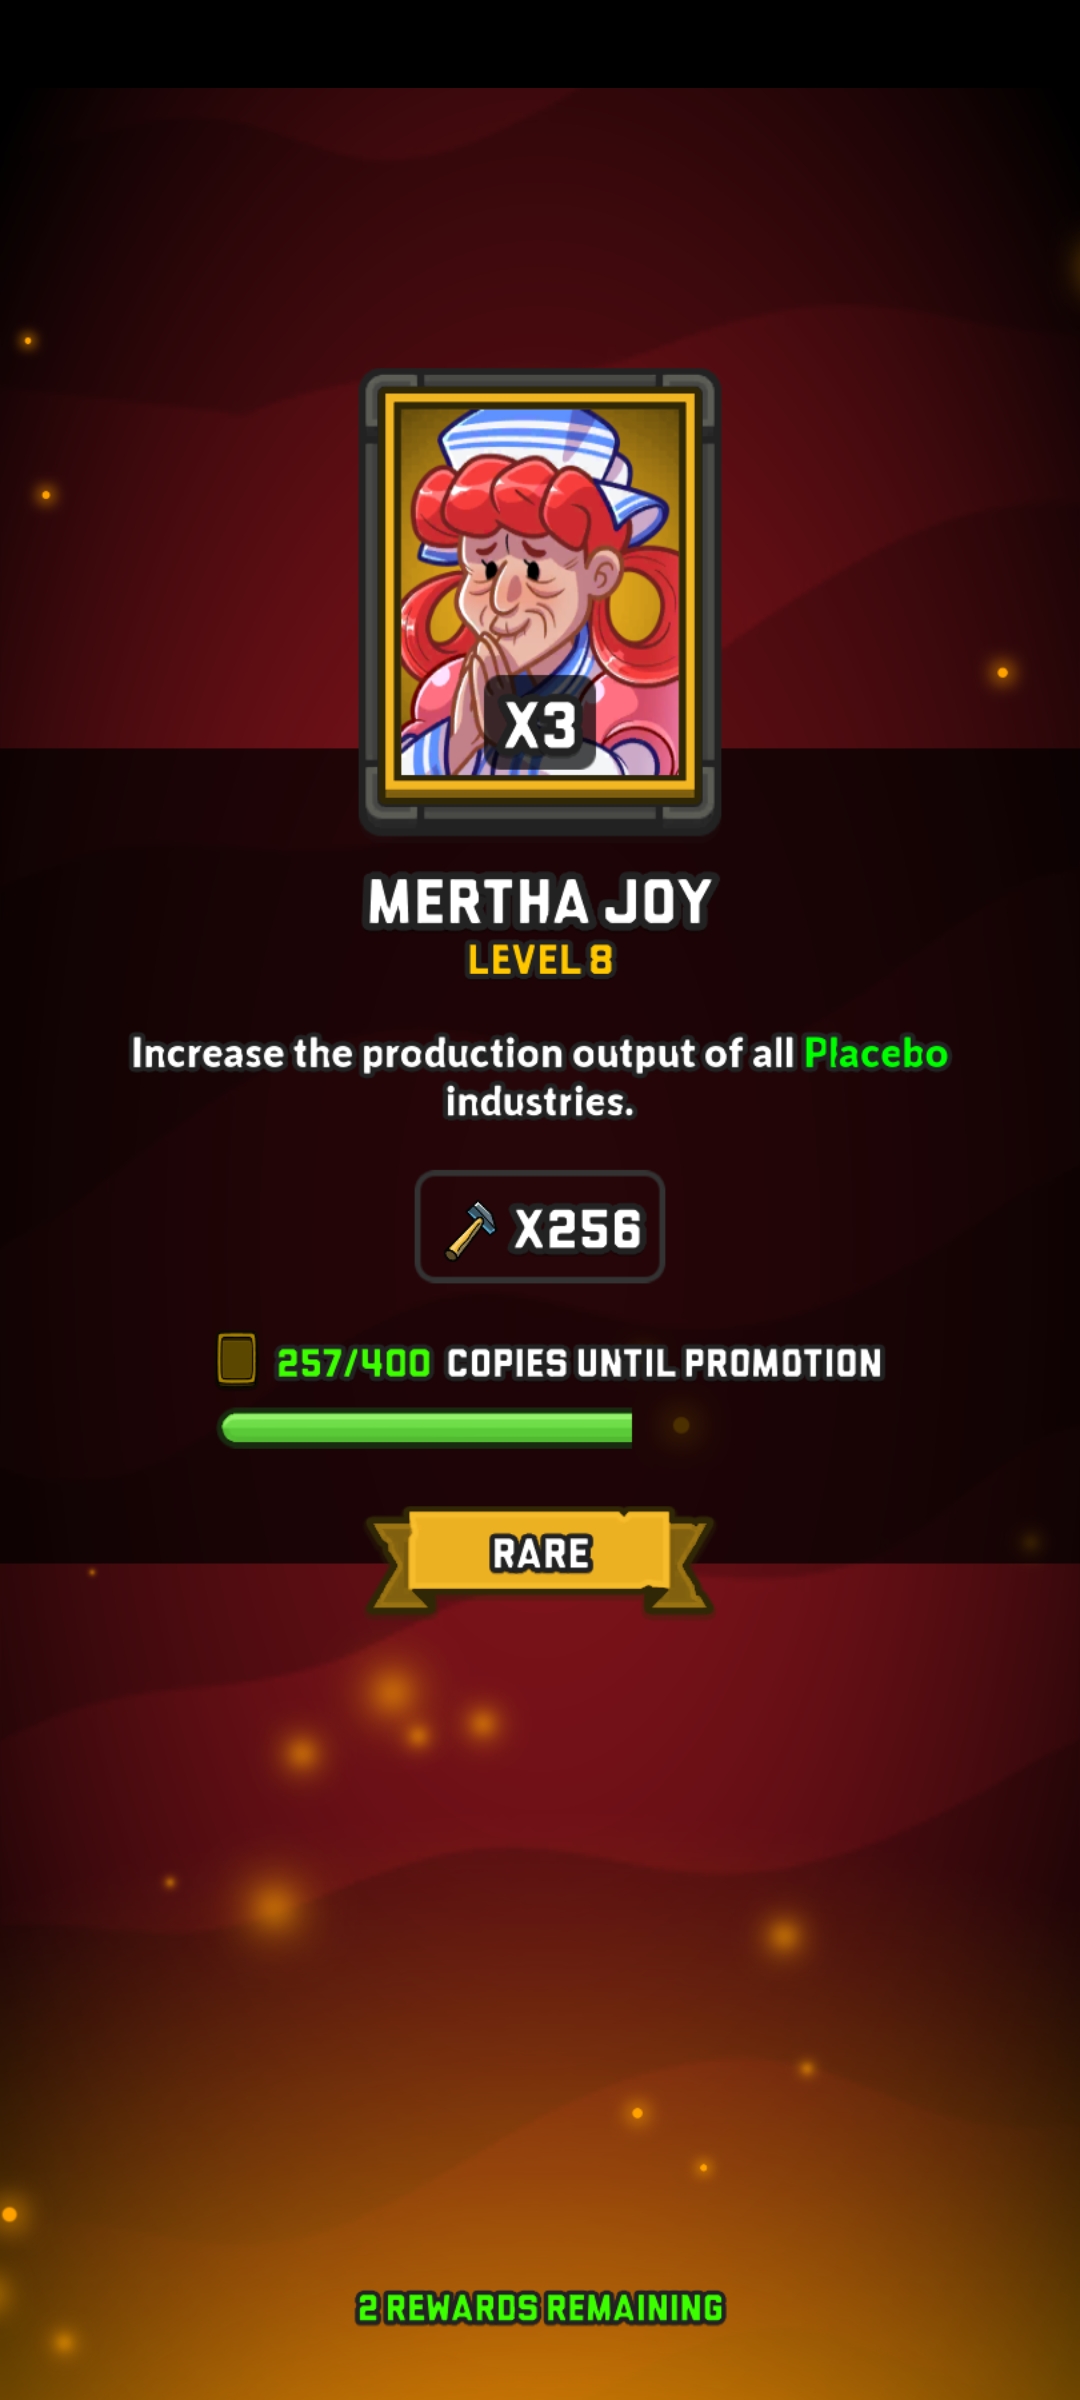 X3
MERTHA JOY
LEVEL 8
Increase the production output of all Placebo
industries.
X256
257/400 COPIES UNTIL PROMOTION
RARE
2 REWARDS REMAINING